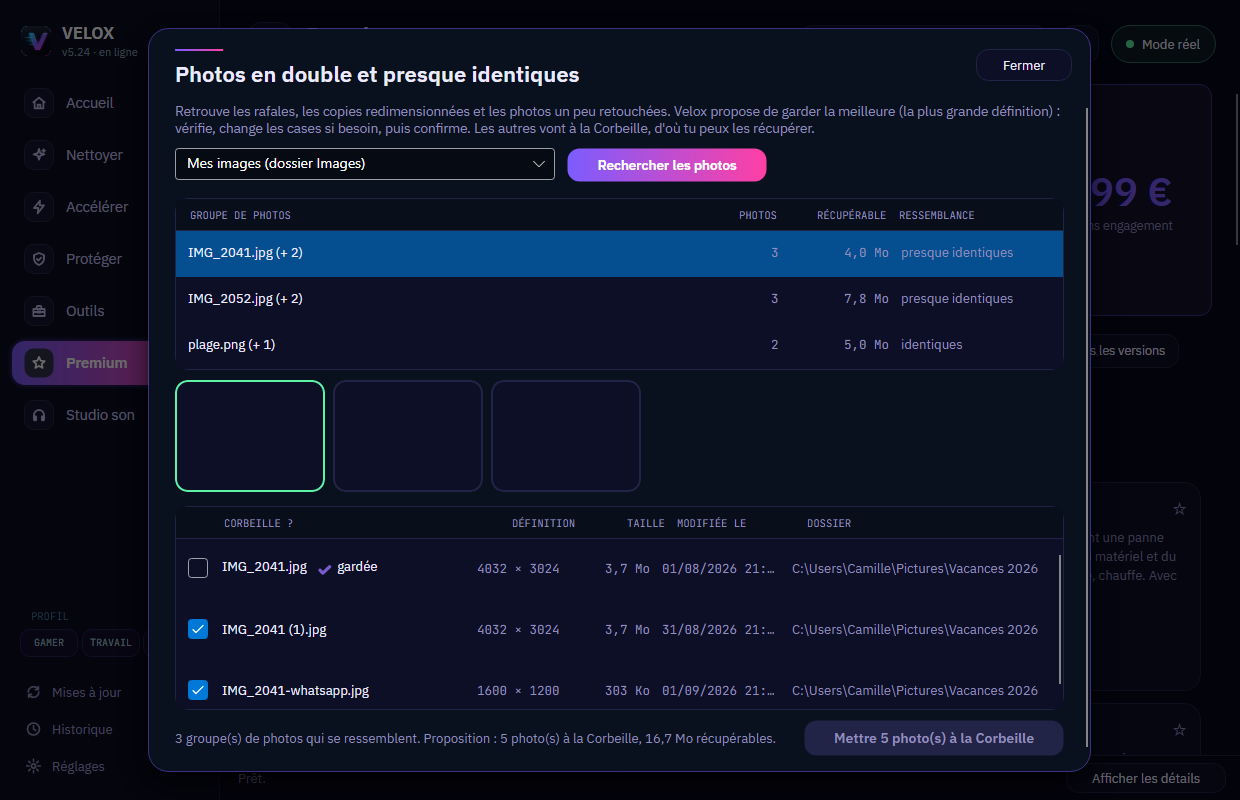 VELOX
v5.24 · en ligne
Accueil
Nettoyer
Accélérer
Protéger
Outils
Premium
Studio son
PROFIL
GAMER
TRAVAIL
Mises à jour
Historique
Réglages
Mode réel
Photos en double et presque identiques
Fermer
Retrouve les rafales, les copies redimensionnées et les photos un peu retouchées. Velox propose de garder la meilleure (la plus grande définition) :
vérifie, change les cases si besoin, puis confirme. Les autres vont à la Corbeille, d'où tu peux les récupérer.
Mes images (dossier Images)
Rechercher les photos
GROUPE DE PHOTOS PHOTOS RÉCUPÉRABLE RESSEMBLANCE
IMG_2041.jpg (+ 2) 3 4,0 Mo presque identiques
IMG_2052.jpg (+ 2) 3 7,8 Mo presque identiques
plage.png (+ 1) 2 5,0 Mo identiques
CORBEILLE ? DÉFINITION TAILLE MODIFIÉE LE DOSSIER
IMG_2041.jpg gardée 4032 × 3024 3,7 Mo 01/08/2026 21:… C:\Users\Camille\Pictures\Vacances 2026
IMG_2041 (1).jpg 4032 × 3024 3,7 Mo 31/08/2026 21:… C:\Users\Camille\Pictures\Vacances 2026
IMG_2041-whatsapp.jpg 1600 × 1200 303 Ko 01/09/2026 21:… C:\Users\Camille\Pictures\Vacances 2026
3 groupe(s) de photos qui se ressemblent. Proposition : 5 photo(s) à la Corbeille, 16,7 Mo récupérables.
Mettre 5 photo(s) à la Corbeille
99 €
engagement
les versions
une panne
matériel et du
, chauffe. Avec
Prêt.
Afficher les détails